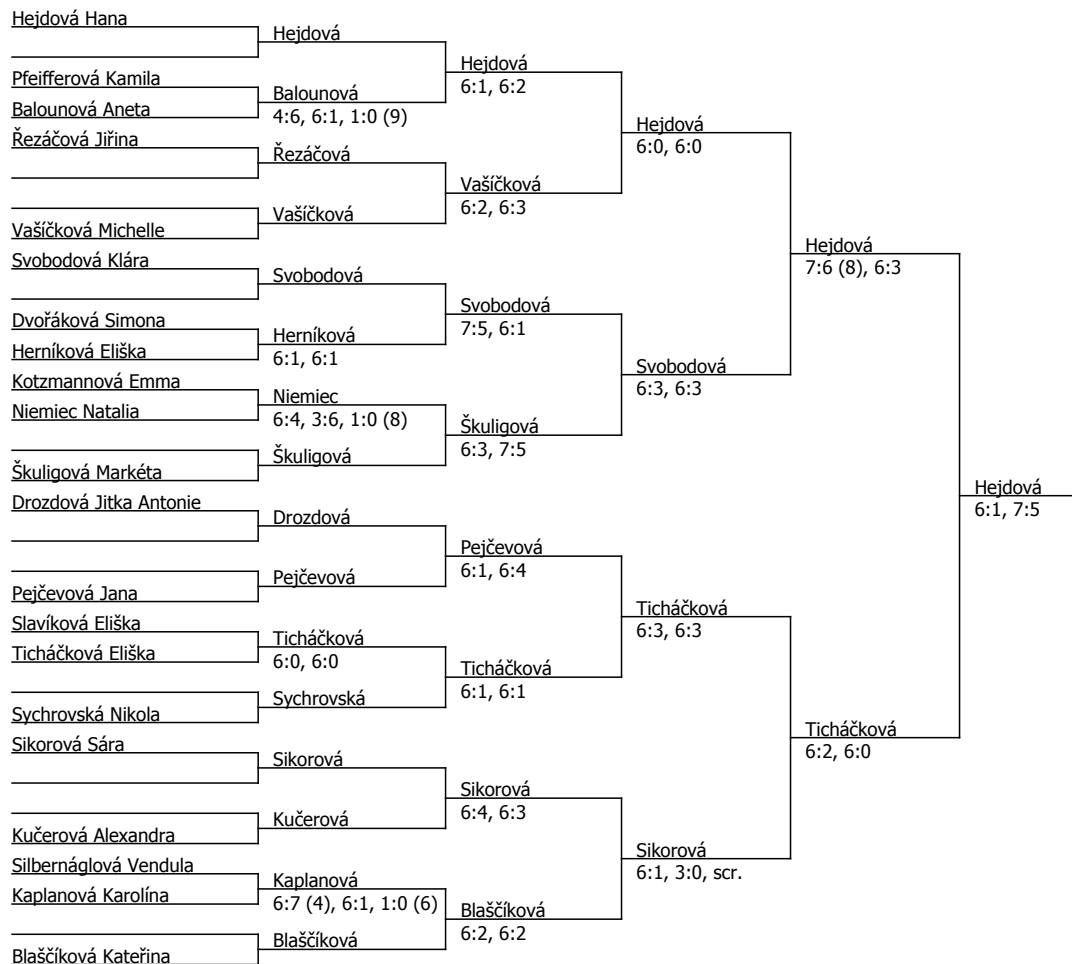 Hejdová Hana
Hejdová
Hejdová
6:1, 6:2
Pfeifferová Kamila
Balounová Aneta
Balounová
4:6, 6:1, 1:0 (9)
Hejdová
6:0, 6:0
Řezáčová Jiřina
Řezáčová
Vašíčková
6:2, 6:3
Vašíčková
Vašíčková Michelle
Hejdová
7:6 (8), 6:3
Svobodová Klára
Svobodová
Svobodová
7:5, 6:1
Dvořáková Simona
Herníková Eliška
Herníková
6:1, 6:1
Svobodová
6:3, 6:3
Kotzmannová Emma
Niemiec Natalia
Niemiec
6:4, 3:6, 1:0 (8)
Škuligová
6:3, 7:5
Škuligová
Škuligová Markéta
Hejdová
6:1, 7:5
Drozdová Jitka Antonie
Drozdová
Pejčevová
6:1, 6:4
Pejčevová
Pejčevová Jana
Ticháčková
6:3, 6:3
Slavíková Eliška
Ticháčková Eliška
Ticháčková
6:0, 6:0
Ticháčková
6:1, 6:1
Sychrovská
Sychrovská Nikola
Ticháčková
6:2, 6:0
Sikorová Sára
Sikorová
Sikorová
6:4, 6:3
Kučerová
Kučerová Alexandra
Sikorová
6:1, 3:0, scr.
Silbernáglová Vendula
Kaplanová Karolína
Kaplanová
6:7 (4), 6:1, 1:0 (6)
Blaščíková
6:2, 6:2
Blaščíková
Blaščíková Kateřina